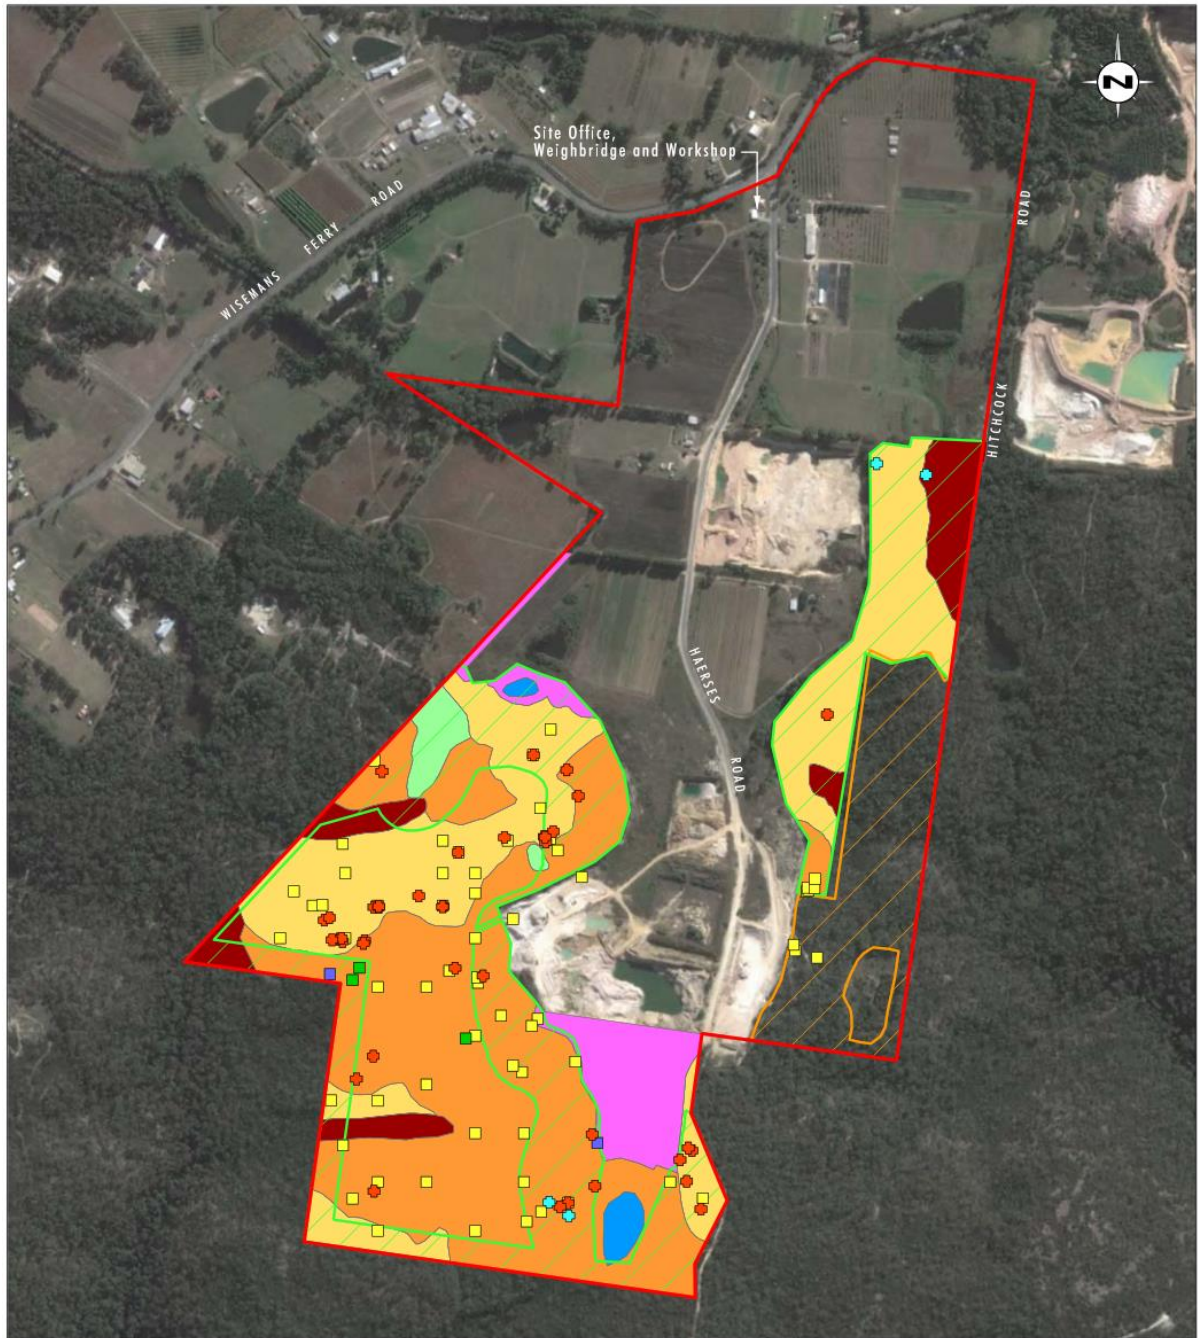 N
Site Office,
Weighbridge and Workshop
WISEMANS FERRY ROAD
HITCHCOCK ROAD
HAERSES ROAD